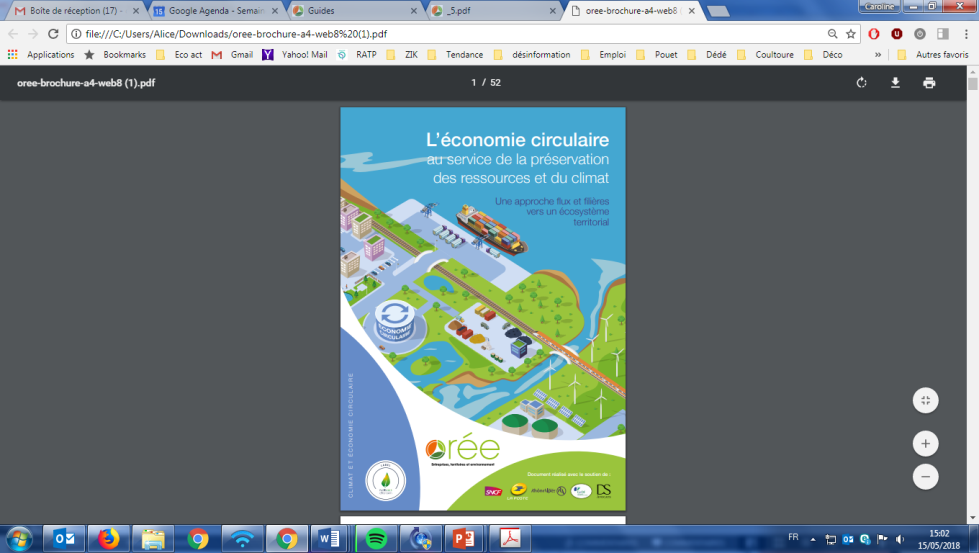 Boîte de réception (17) -
Google Agenda - Semain
Guides
_5.pdf
oree-brochure-a4-web8
Caroline
file:///C:/Users/Alice/Downloads/oree-brochure-a4-web8%20(1).pdf
Applications
Bookmarks
Eco act
Gmail
Yahoo! Mail
RATP
ZIK
Tendance
désinformation
Emploi
Pouet
Dédé
Coultoure
Déco
»
Autres favoris
oree-brochure-a4-web8 (1).pdf
1 / 52
L'économie circulaire
au service de la préservation
des ressources et du climat
Une approche flux et filières
vers un écosystème
territorial
ÉCONOMIE
CIRCULAIRE
CLIMAT ET ÉCONOMIE CIRCULAIRE
orée
Entreprises, territoires et environnement
Document réalisé avec le soutien de :
SNCF
LA POSTE
DS
FR
15:02
15/05/2018